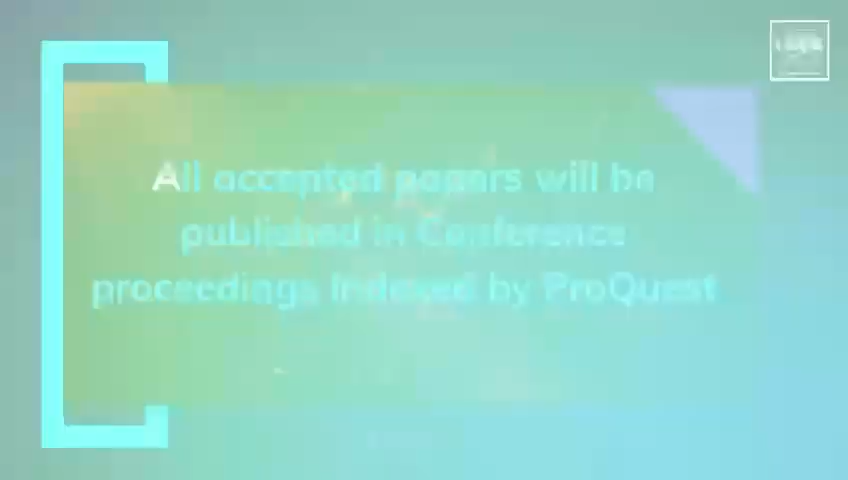 All accepted papers will be
published in Conference
proceedings indexed by ProQuest